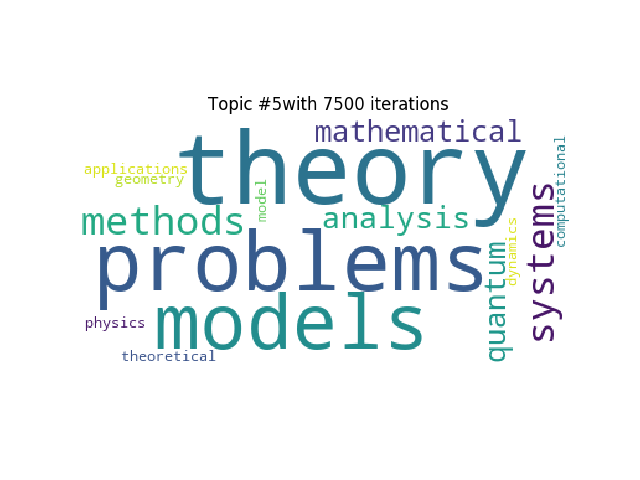 Topic #5with 7500 iterations
mathematical
theory
applications
geometry
model
computational
methods
analysis
systems
dynamics
problems
quantum
models
physics
theoretical